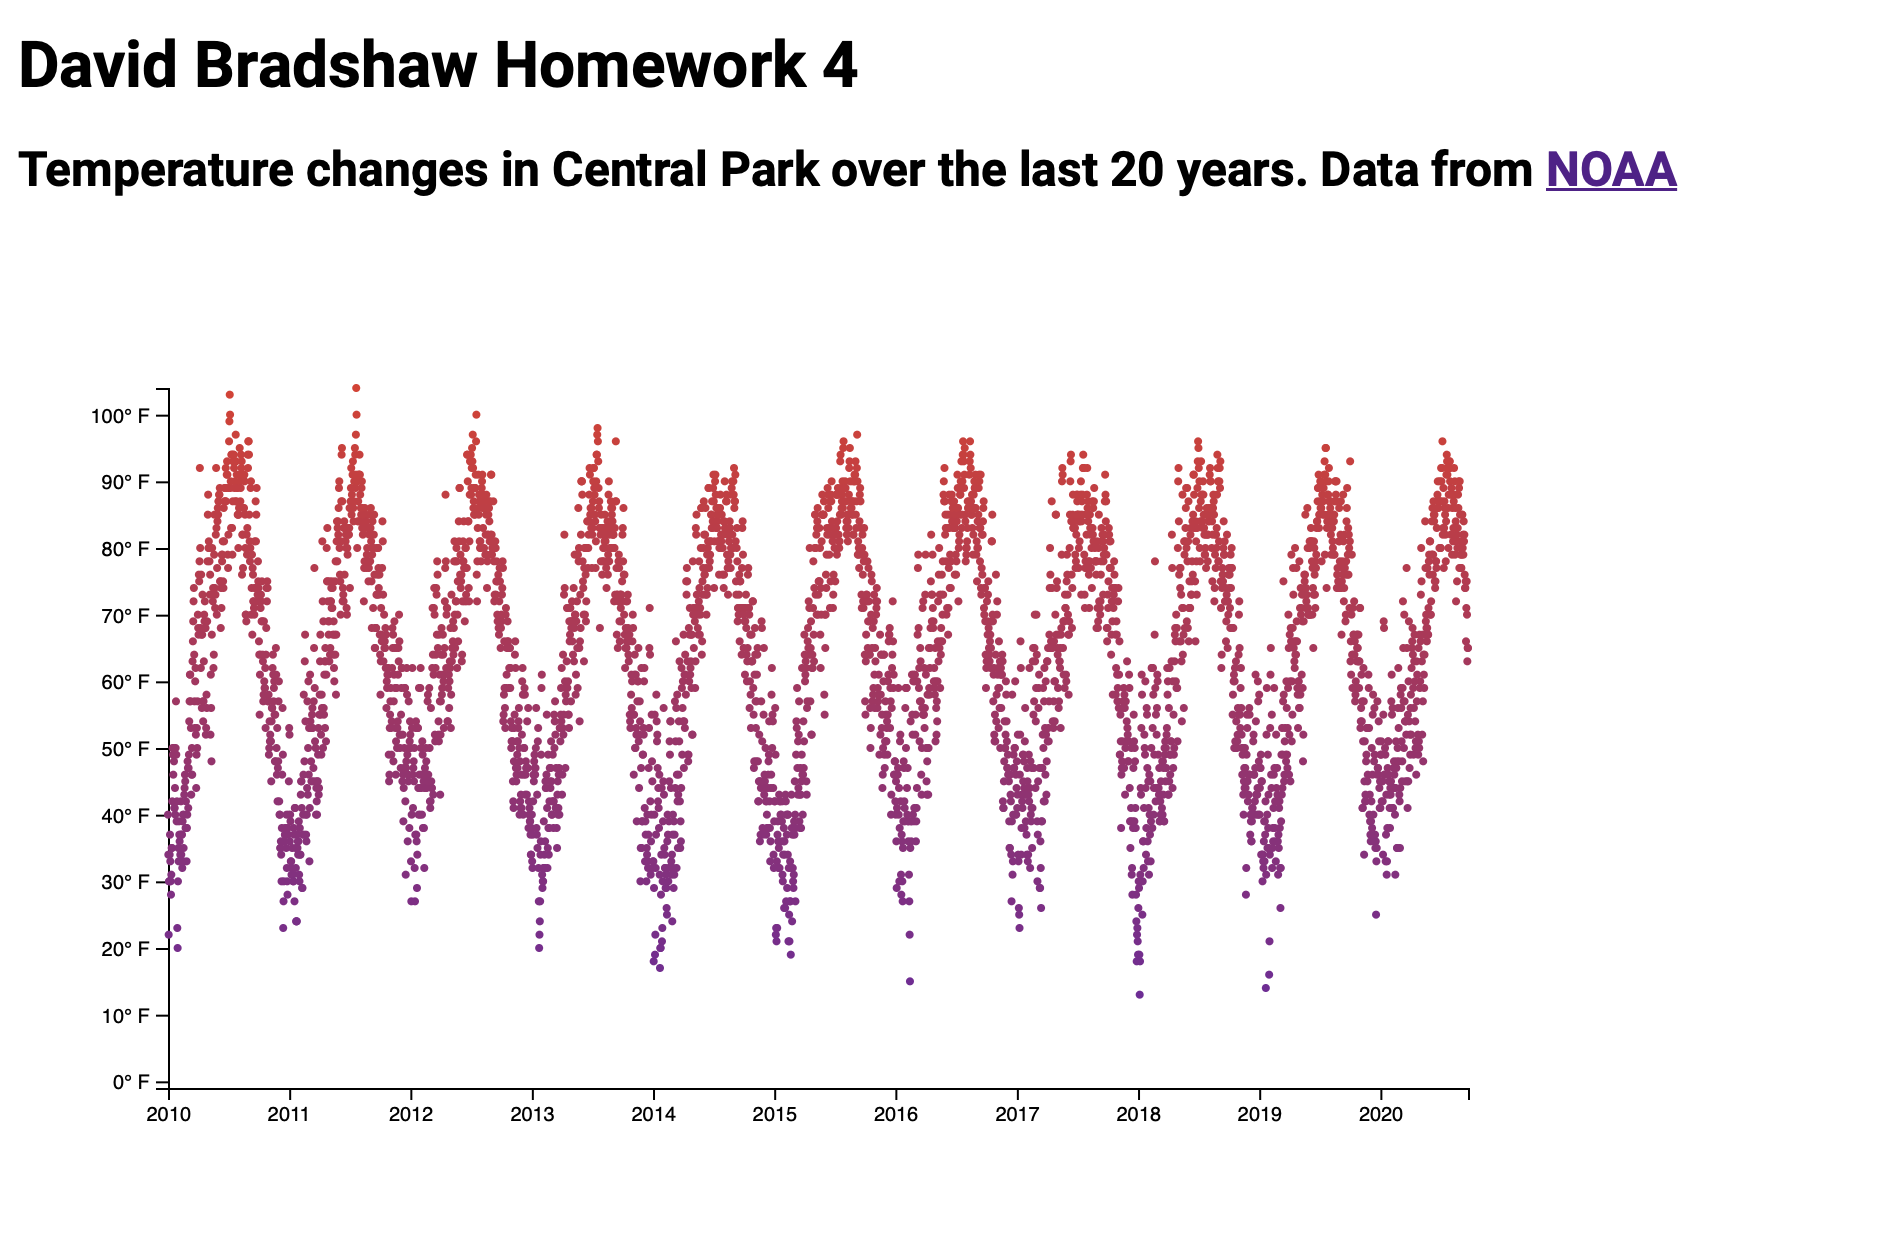 David Bradshaw Homework 4
Temperature changes in Central Park over the last 20 years. Data from NOAA
100° F
90° F
80° F
70° F
60° F
50° F
40° F
30° F
20° F
10° F
0° F
2010 2011 2012 2013 2014 2015 2016 2017 2018 2019 2020